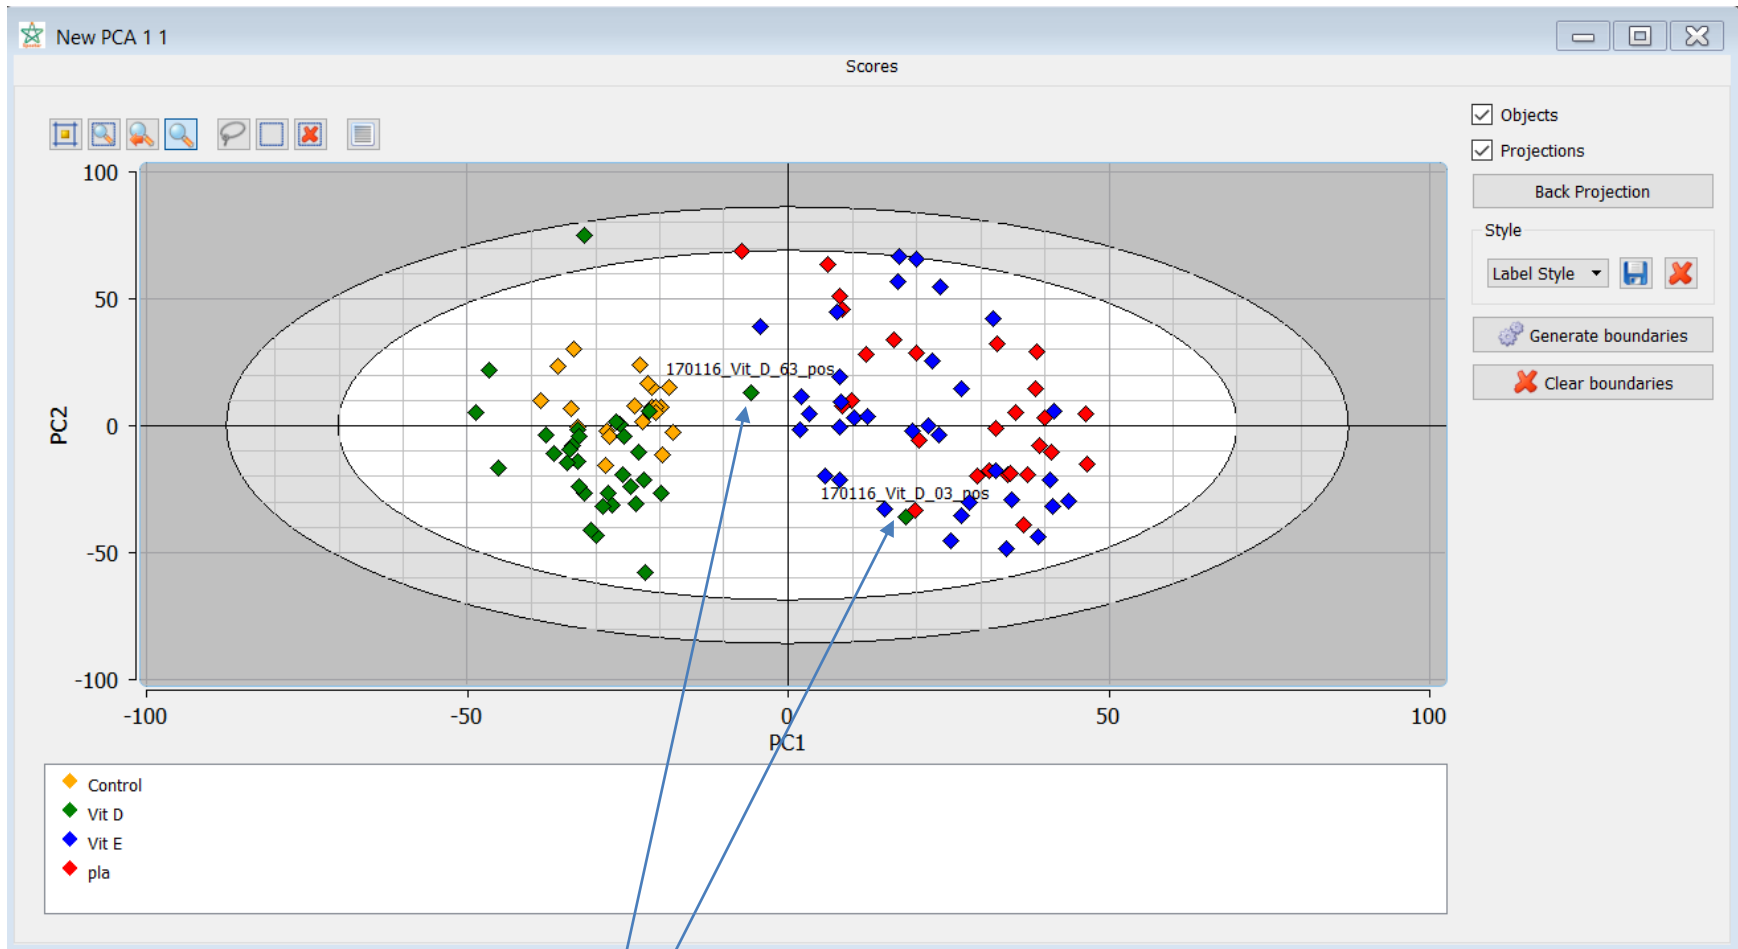 New PCA 1 1
Scores
Objects
Projections
Back Projection
Style
Label Style
Generate boundaries
Clear boundaries
100
50
0
-50
-100
PC2
170116_Vit_D_63_pos
170116_Vit_D_03_pos
-100 -50 0 50 100
PC1
Control
Vit D
Vit E
pla